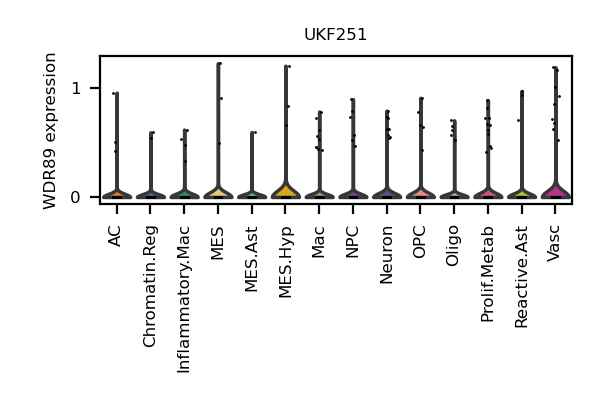 UKF251
WDR89 expression
1
0
AC
Chromatin.Reg
Inflammatory.Mac
MES
MES.Ast
MES.Hyp
Mac
NPC
Neuron
OPC
Oligo
Prolif.Metab
Reactive.Ast
Vasc